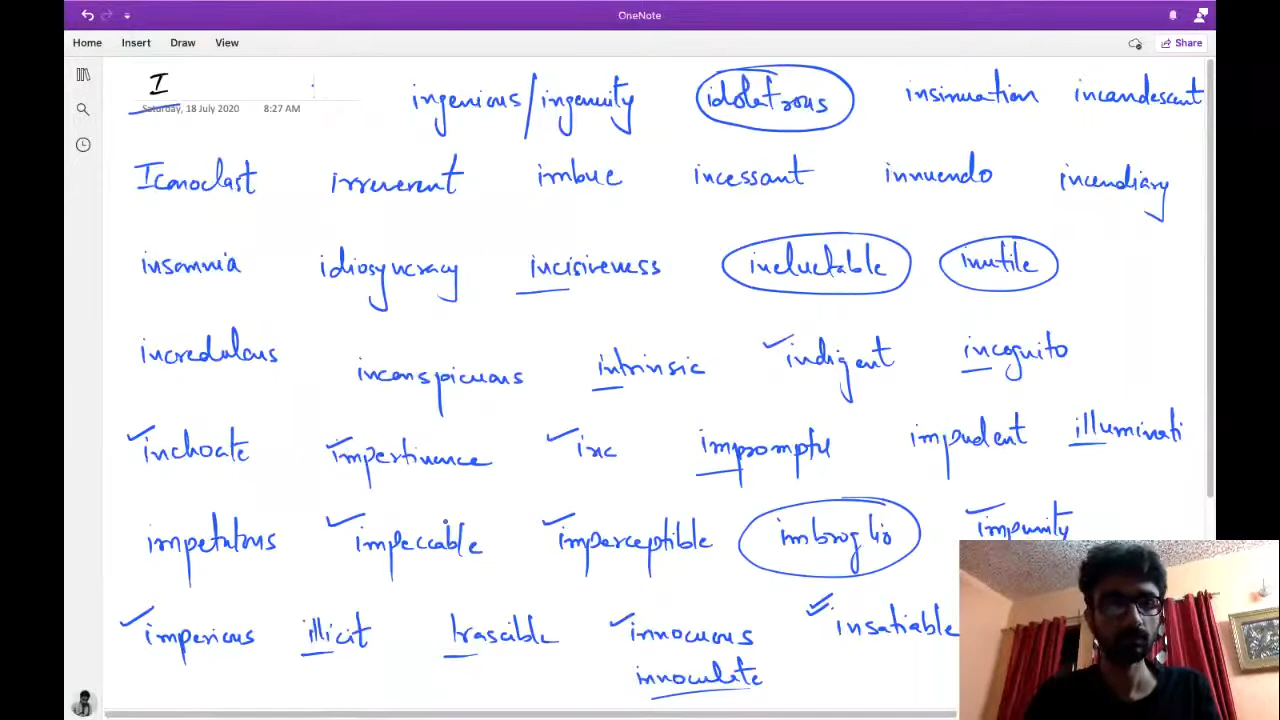 OneNote
Home Insert Draw View Share
I ingenious/ingenuity idolatrous insinuation incandescent
Saturday, 18 July 2020 8:27 AM
Iconoclast irreverent imbue incessant innuendo incendiary
insomnia idiosyncracy incisiveness ineluctable inutile
incredulous inconspicuous intrinsic indigent incognito
inchoate impertinence impromptu impudent illuminati
impetuous impeccable imperceptible imbroglio impunity
imperious illicit Irascible innocuous insatiable
innoculate